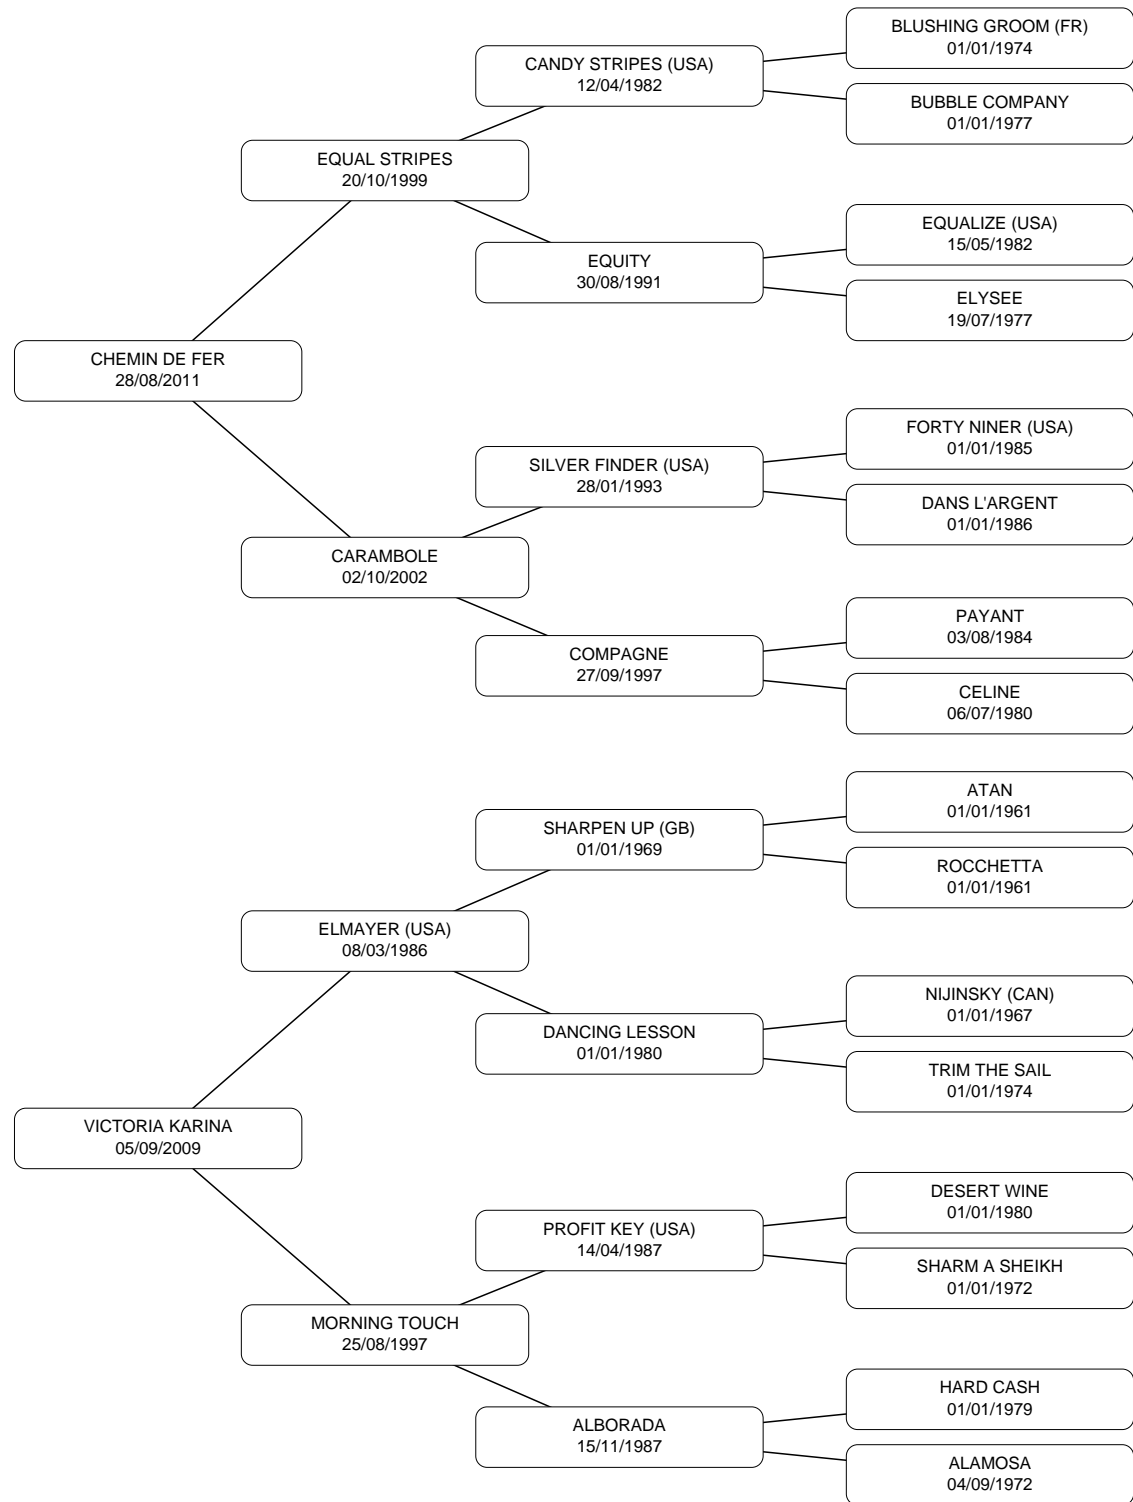 BLUSHING GROOM (FR)
01/01/1974
CANDY STRIPES (USA)
12/04/1982
BUBBLE COMPANY
01/01/1977
EQUAL STRIPES
20/10/1999
EQUALIZE (USA)
15/05/1982
EQUITY
30/08/1991
ELYSEE
19/07/1977
CHEMIN DE FER
28/08/2011
FORTY NINER (USA)
01/01/1985
SILVER FINDER (USA)
28/01/1993
DANS L'ARGENT
01/01/1986
CARAMBOLE
02/10/2002
PAYANT
03/08/1984
COMPAGNE
27/09/1997
CELINE
06/07/1980
ATAN
01/01/1961
SHARPEN UP (GB)
01/01/1969
ROCCHETTA
01/01/1961
ELMAYER (USA)
08/03/1986
NIJINSKY (CAN)
01/01/1967
DANCING LESSON
01/01/1980
TRIM THE SAIL
01/01/1974
VICTORIA KARINA
05/09/2009
DESERT WINE
01/01/1980
PROFIT KEY (USA)
14/04/1987
SHARM A SHEIKH
01/01/1972
MORNING TOUCH
25/08/1997
HARD CASH
01/01/1979
ALBORADA
15/11/1987
ALAMOSA
04/09/1972